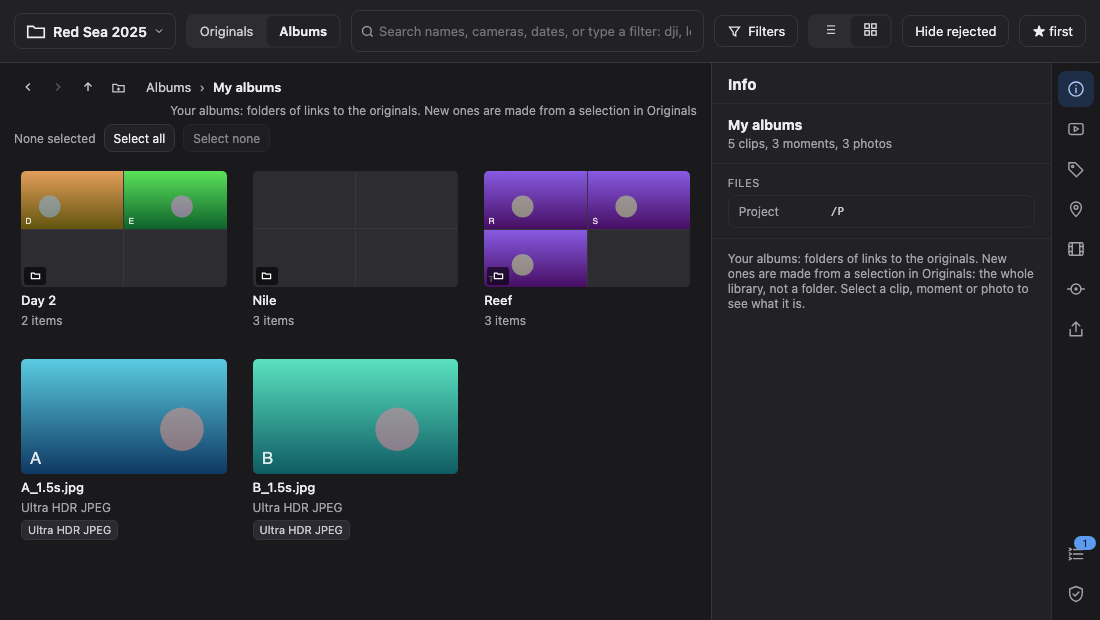 Red Sea 2025
Originals
Albums
Search names, cameras, dates, or type a filter: dji,
Filters
Hide rejected
★ first
Albums › My albums
Your albums: folders of links to the originals. New ones are made from a selection in Originals
None selected
Select all
Select none
D
E
R
S
Day 2
2 items
Nile
3 items
Reef
3 items
A
B
A_1.5s.jpg
Ultra HDR JPEG
Ultra HDR JPEG
B_1.5s.jpg
Ultra HDR JPEG
Ultra HDR JPEG
Info
My albums
5 clips, 3 moments, 3 photos
FILES
Project
/P
Your albums: folders of links to the originals. New
ones are made from a selection in Originals: the whole
library, not a folder. Select a clip, moment or photo to
see what it is.
1